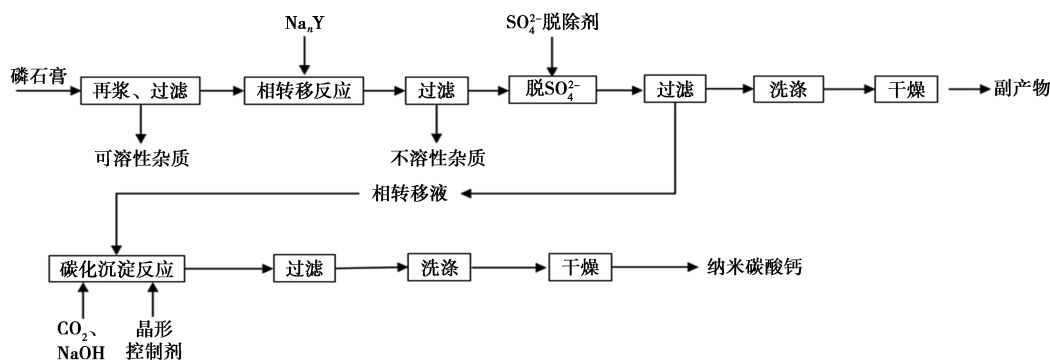 NaₙY
SO₄²⁻脱除剂
磷石膏
再浆、过滤
相转移反应
过滤
脱SO₄²⁻
过滤
洗涤
干燥
副产物
可溶性杂质
不溶性杂质
相转移液
碳化沉淀反应
过滤
洗涤
干燥
纳米碳酸钙
CO₂、
NaOH
晶形
控制剂